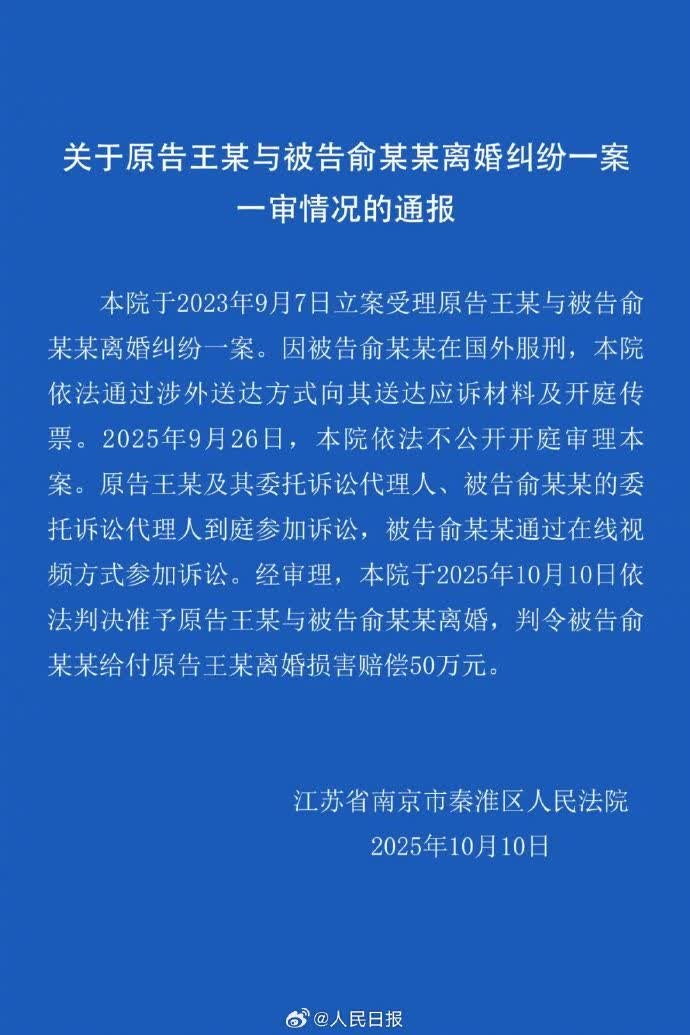 关于原告王某与被告俞某某离婚纠纷一案
一审情况的通报
本院于2023年9月7日立案受理原告王某与被告俞
某某离婚纠纷一案。因被告俞某某在国外服刑，本院
依法通过涉外送达方式向其送达应诉材料及开庭传
票。2025年9月26日，本院依法不公开开庭审理本
案。原告王某及其委托诉讼代理人、被告俞某某的委
托诉讼代理人到庭参加诉讼，被告俞某某通过在线视
频方式参加诉讼。经审理，本院于2025年10月10日依
法判决准予原告王某与被告俞某某离婚，判令被告俞
某某给付原告王某离婚损害赔偿50万元。
江苏省南京市秦淮区人民法院
2025年10月10日
@人民日报